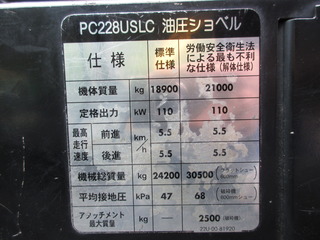 PC228USLC 油圧ショベル
仕様 標準仕様 労働安全衛生法による最も不利な仕様(解体仕様)
機体質量 kg 18900 21000
定格出力 kW 110 110
最高走行速度 前進 km/h 5.5 5.5
後進 5.5 5.5
機械総質量 kg 24200 30500
平均接地圧 kPa 47 68
アタッチメント最大質量 kg 2500